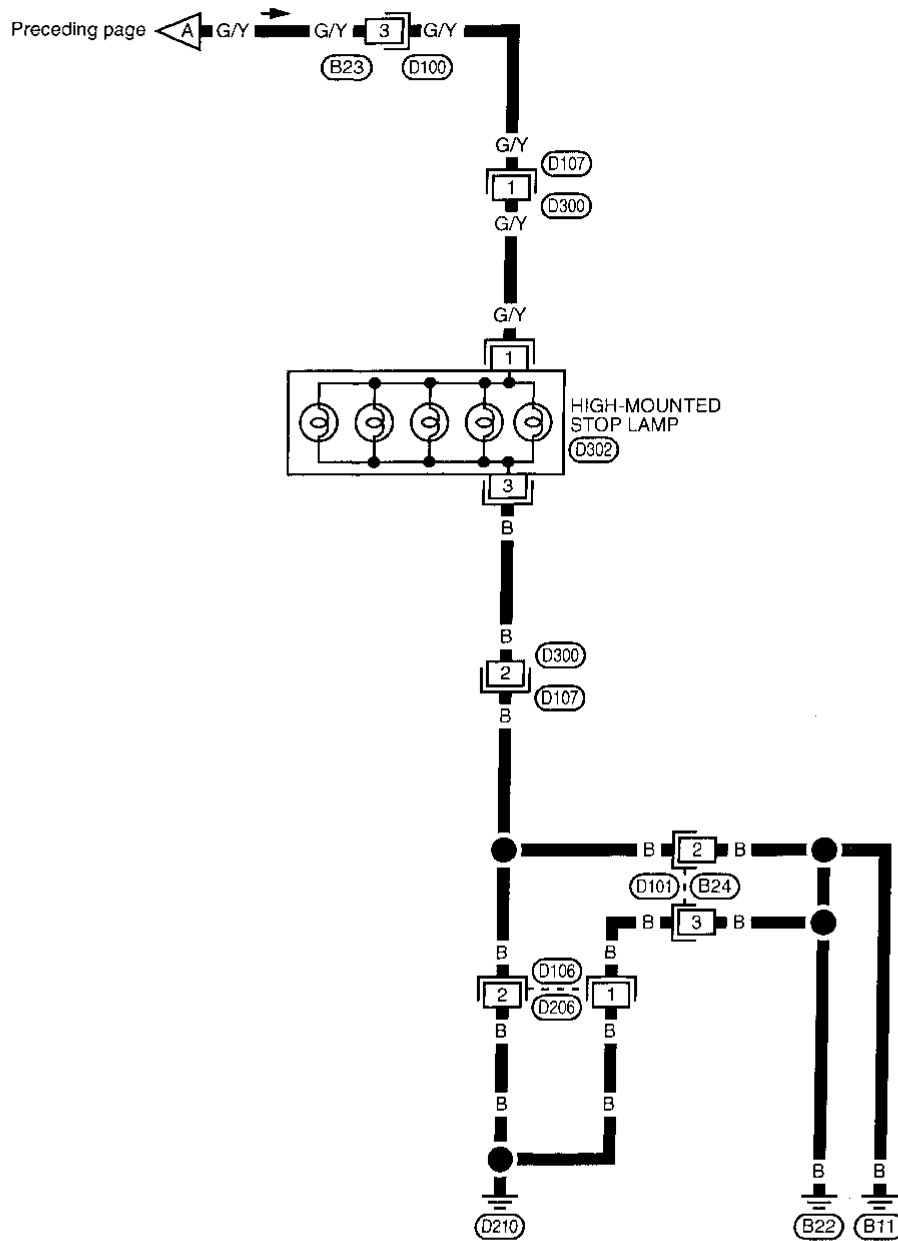 Preceding page A G/Y G/Y 3 G/Y
B23 D100
G/Y
D107
1
D300
G/Y
G/Y
1
HIGH-MOUNTED
STOP LAMP
D302
3
B
B
D300
2
D107
B
B 2 B
D101 B24
B 3 B
B B
D106
2 1
D206
B B
B B
B B
D210 B22 B11